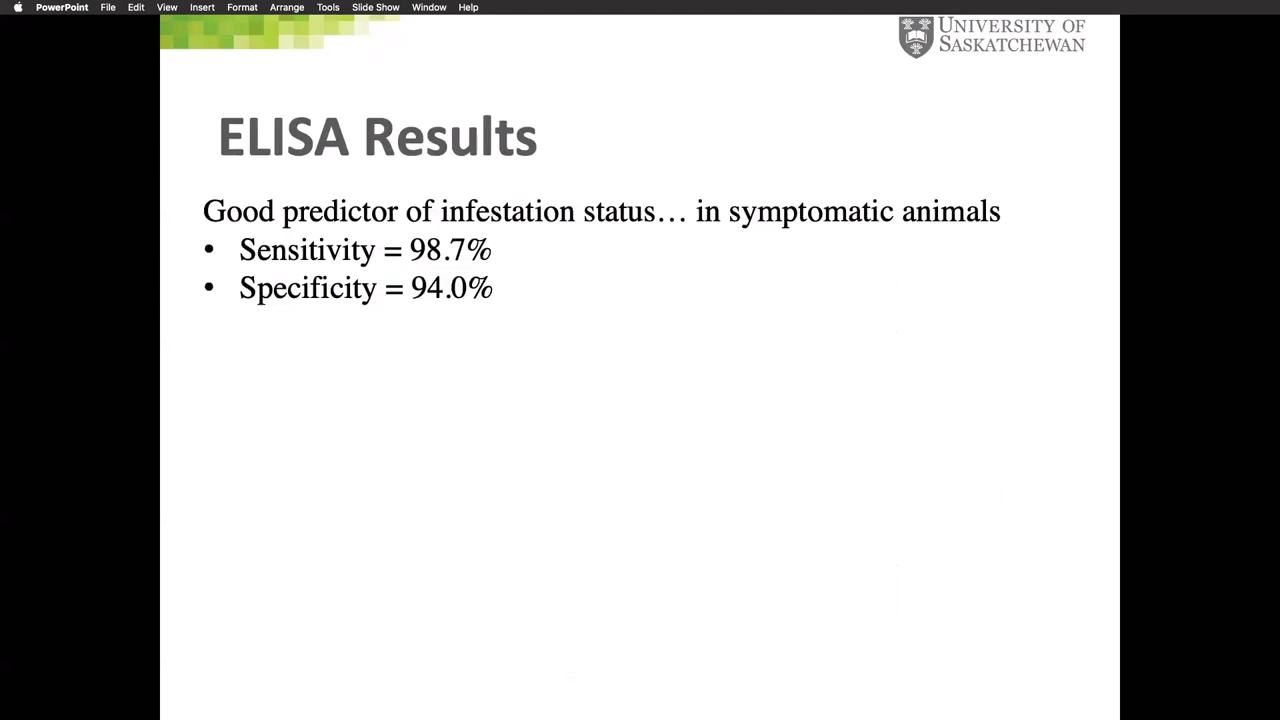 PowerPoint File Edit View Insert Format Arrange Tools Slide Show Window Help
UNIVERSITY OF
SASKATCHEWAN
ELISA Results
Good predictor of infestation status… in symptomatic animals
• Sensitivity = 98.7%
• Specificity = 94.0%